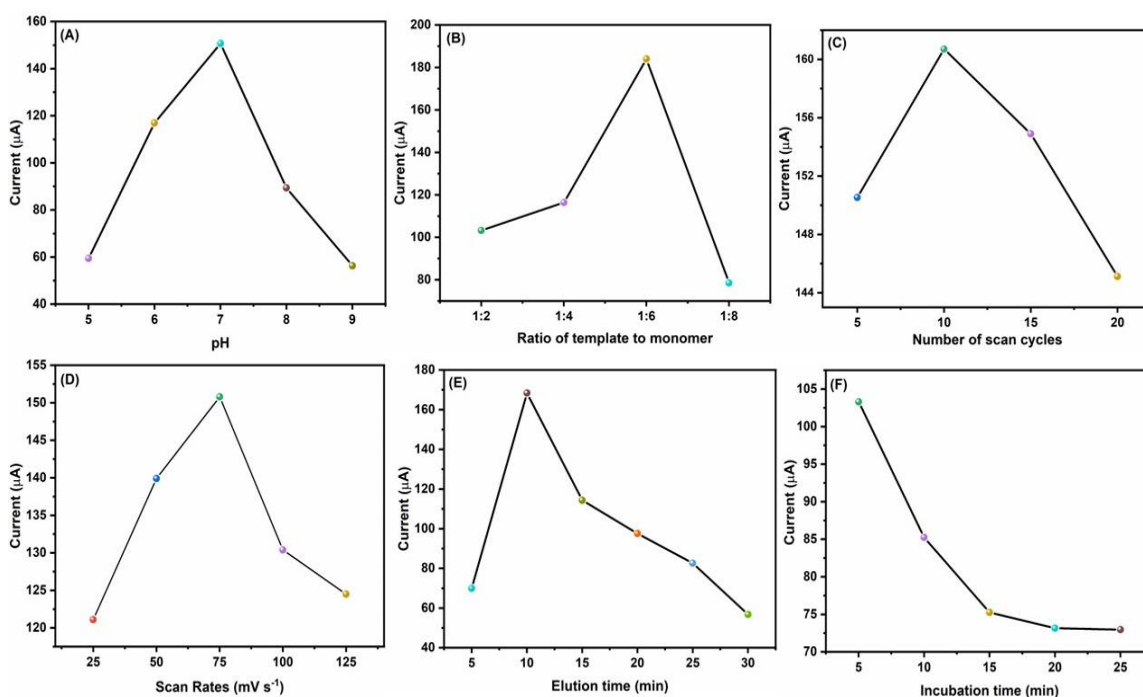 (A)
Current (μA)
160
140
120
100
80
60
40
5 6 7 8 9
pH
(B)
Current (μA)
200
180
160
140
120
100
80
1:2 1:4 1:6 1:8
Ratio of template to monomer
(C)
Current (μA)
160
156
152
148
144
5 10 15 20
Number of scan cycles
(D)
Current (μA)
155
150
145
140
135
130
125
120
25 50 75 100 125
Scan Rates (mV s⁻¹)
(E)
Current (μA)
180
160
140
120
100
80
60
40
5 10 15 20 25 30
Elution time (min)
(F)
Current (μA)
105
100
95
90
85
80
75
70
5 10 15 20 25
Incubation time (min)